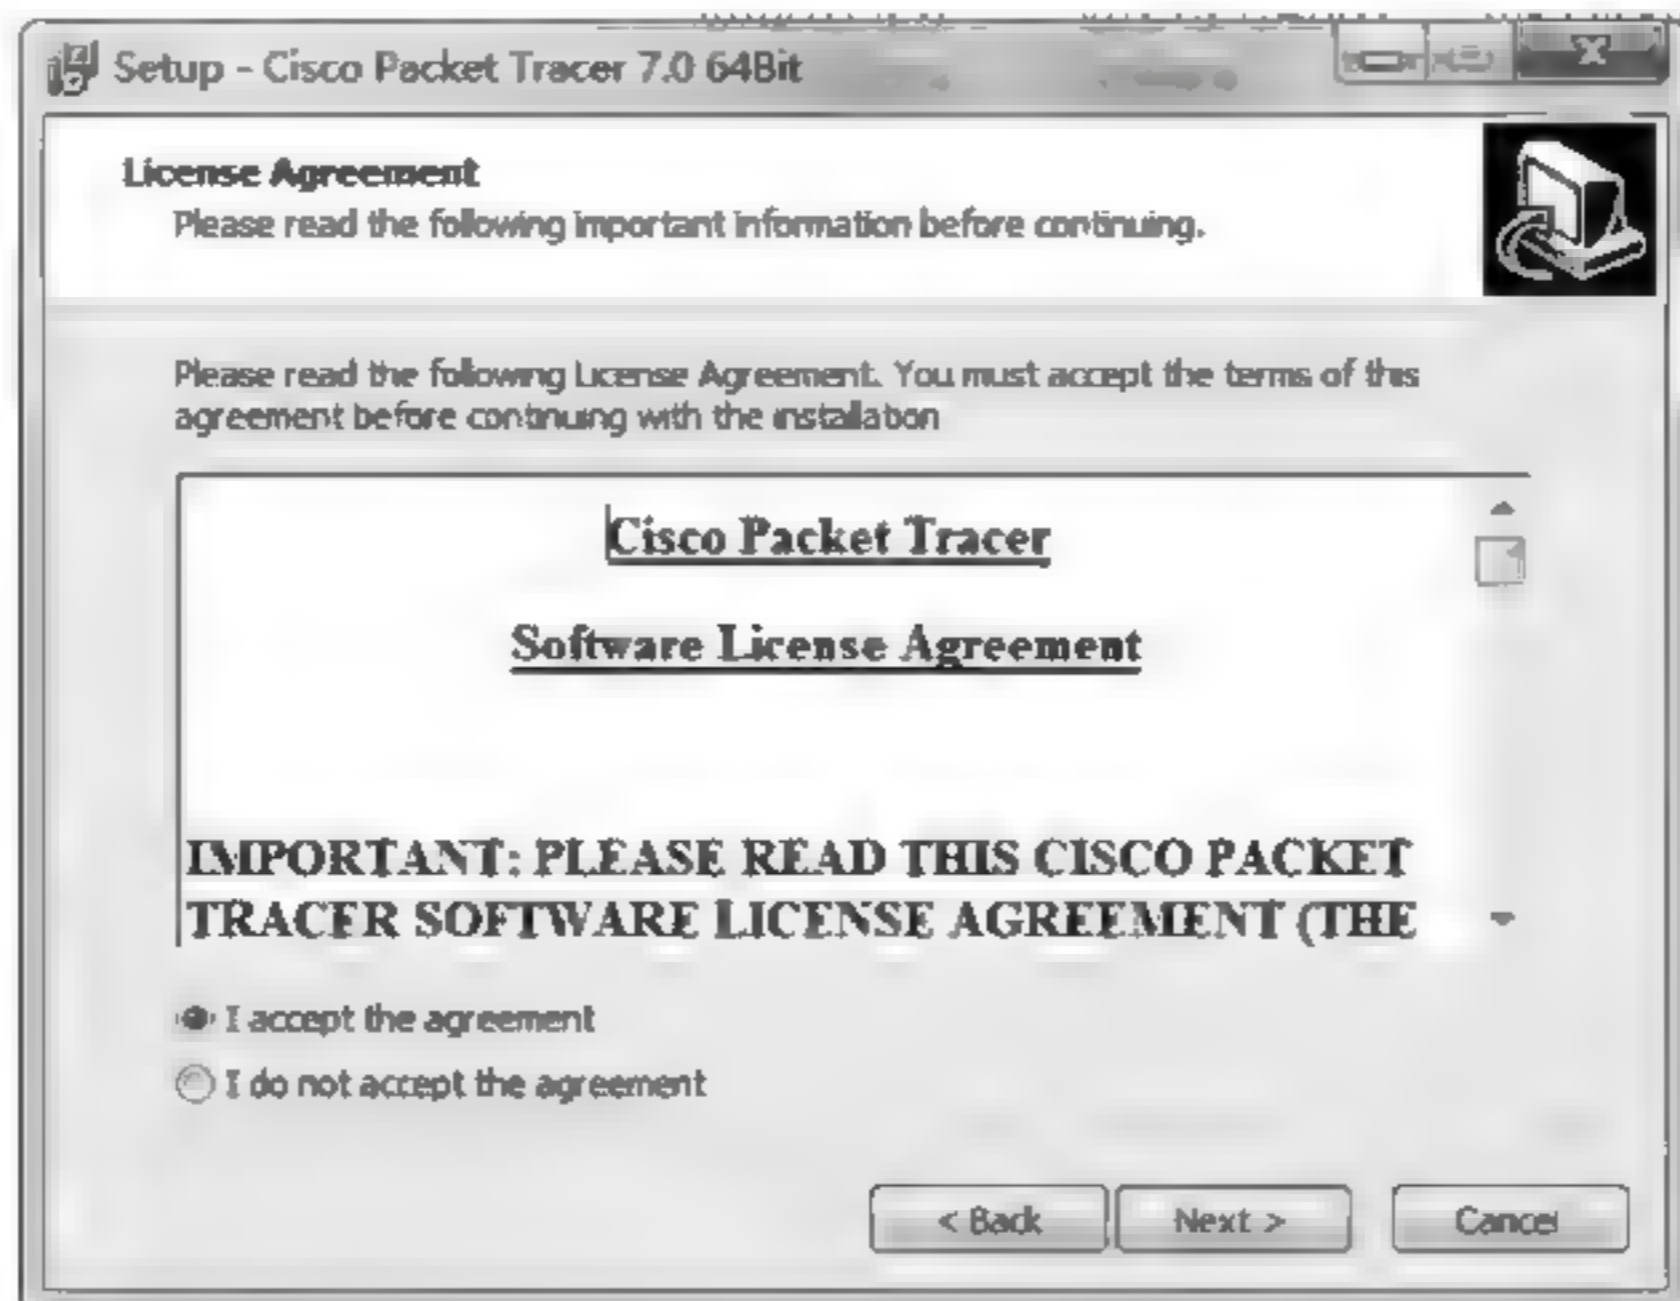 Setup - Cisco Packet Tracer 7.0 64Bit
License Agreement
Please read the following important information before continuing.
Please read the following License Agreement. You must accept the terms of this
agreement before continuing with the installation
Cisco Packet Tracer
Software License Agreement
IMPORTANT: PLEASE READ THIS CISCO PACKET
TRACER SOFTWARE LICENSE AGREEMENT (THE
I accept the agreement
I do not accept the agreement
< Back
Next >
Cancel